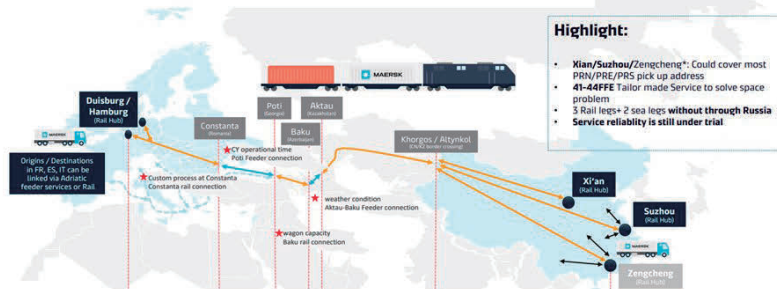 Highlight:
Xian/Suzhou/Zengcheng*: Could cover most
PRN/PRE/PRS pick up address
41-44FFE Tailor made Service to solve space
problem
3 Rail legs+ 2 sea legs without through Russia
Service reliablity is still under trial
MAERSK
Duisburg /
Hamburg
(Rail Hub)
Poti
(Georgia)
Aktau
(Kazakhstan)
Constanta
(Romania)
Baku
(Azerbaijan)
Khorgos / Altynkol
(CN/KZ border crossing)
Origins / Destinations
in FR, ES, IT can be
linked via Adriatic
feeder services or Rail
CY operational time
Poti Feeder connection
Custom process at Constanta
Constanta rail connection
weather condition
Aktau-Baku Feeder connection
wagon capacity
Baku rail connection
Xi'an
(Rail Hub)
Suzhou
(Rail Hub)
MAERSK
Zengcheng
(Rail Hub)